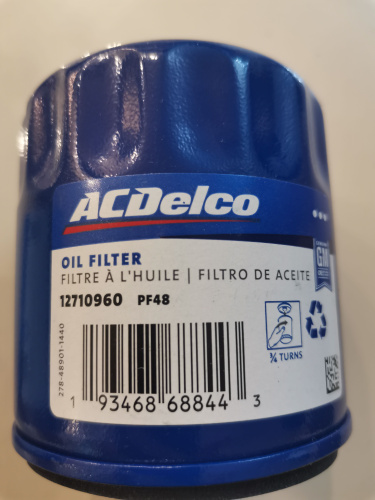 ACDelco
OIL FILTER
FILTRE À L'HUILE | FILTRO DE ACEITE
12710960 PF48
GM
278-48901-1440
¾ TURNS
1 93468 68844 3